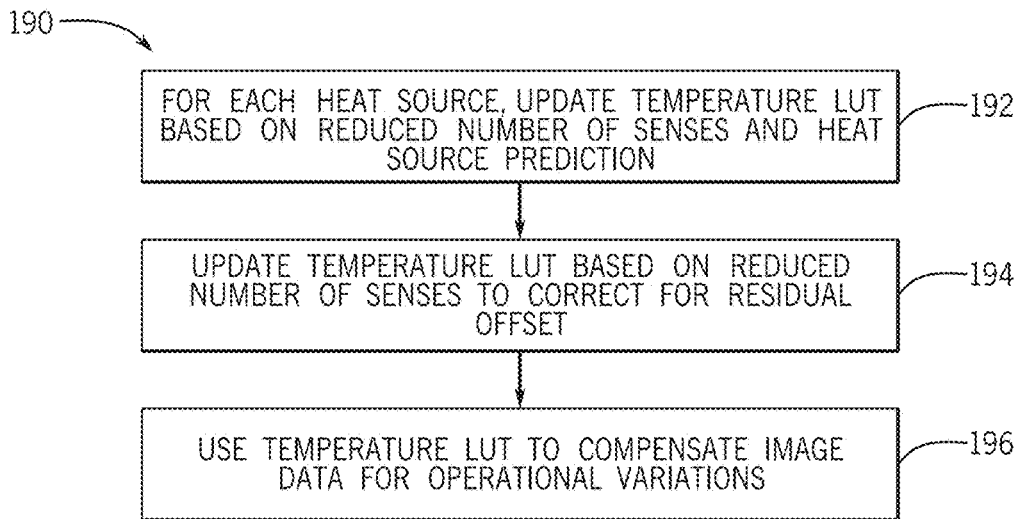 190
FOR EACH HEAT SOURCE, UPDATE TEMPERATURE LUT
BASED ON REDUCED NUMBER OF SENSES AND HEAT
SOURCE PREDICTION
192
UPDATE TEMPERATURE LUT BASED ON REDUCED
NUMBER OF SENSES TO CORRECT FOR RESIDUAL
OFFSET
194
USE TEMPERATURE LUT TO COMPENSATE IMAGE
DATA FOR OPERATIONAL VARIATIONS
196